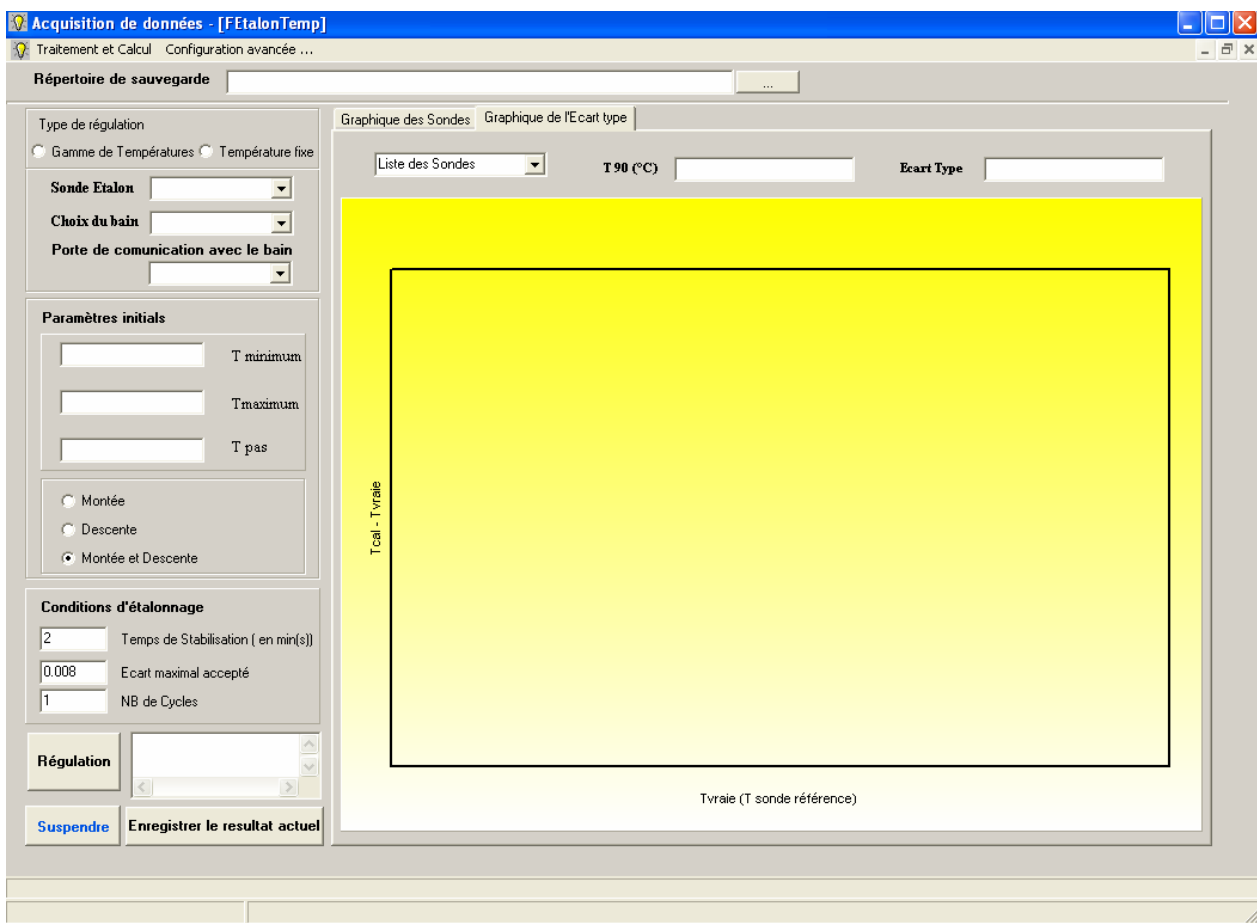 Acquisition de données - [FEtalonTemp]
Traitement et Calcul Configuration avancée ...
Répertoire de sauvegarde ...
Type de régulation
Gamme de Températures Température fixe
Sonde Etalon
Choix du bain
Porte de comunication avec le bain
Paramètres initials
T minimum
Tmaximum
T pas
Montée
Descente
Montée et Descente
Conditions d'étalonnage
2 Temps de Stabilisation ( en min(s))
0.008 Ecart maximal accepté
1 NB de Cycles
Régulation
Suspendre Enregistrer le resultat actuel
Graphique des Sondes Graphique de l'Ecart type
Liste des Sondes T 90 (°C) Ecart Type
Tcal - Tvraie
Tvraie (T sonde référence)